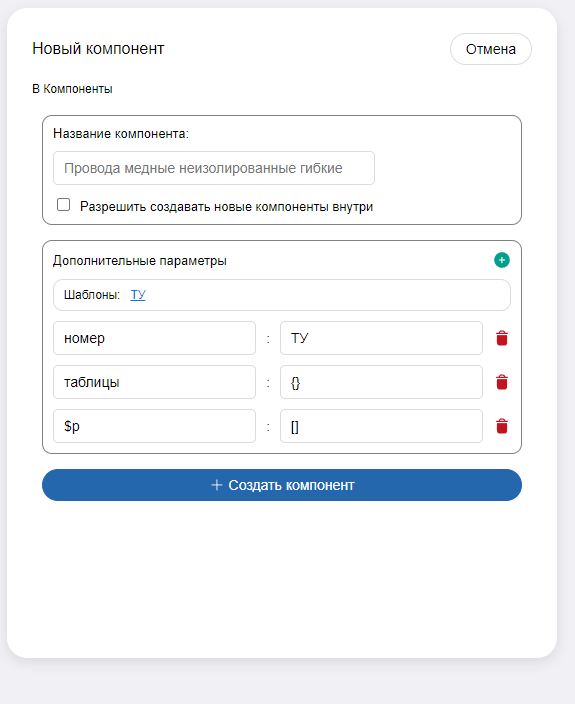 Новый компонент
Отмена
В Компоненты
Название компонента:
Провода медные неизолированные гибкие
Разрешить создавать новые компоненты внутри
Дополнительные параметры
Шаблоны: ТУ
номер : ТУ
таблицы : {}
$p : []
+ Создать компонент